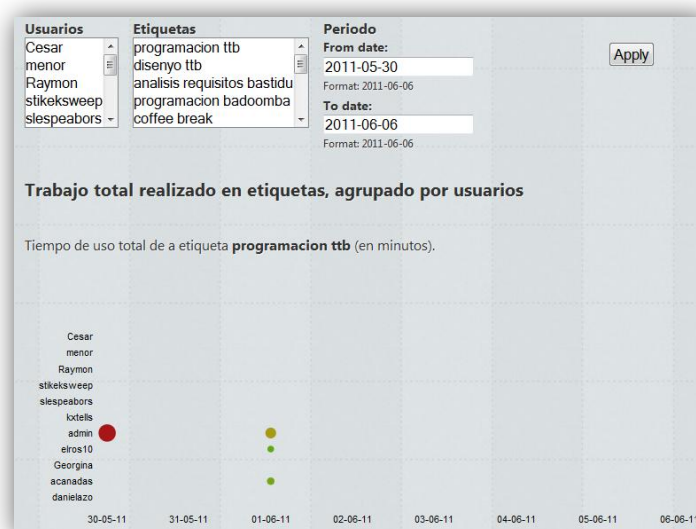 Usuarios
Cesar
menor
Raymon
stikeksweep
slespeabors
Etiquetas
programacion ttb
disenyo ttb
analisis requisitos bastidu
programacion badoomba
coffee break
Periodo
From date:
2011-05-30
Format: 2011-06-06
To date:
2011-06-06
Format: 2011-06-06
Apply
Trabajo total realizado en etiquetas, agrupado por usuarios
Tiempo de uso total de a etiqueta programacion ttb (en minutos).
Cesar
menor
Raymon
stikeksweep
slespeabors
kxtells
admin
elros10
Georgina
acanadas
danielazo
30-05-11 31-05-11 01-06-11 02-06-11 03-06-11 04-06-11 05-06-11 06-06-11